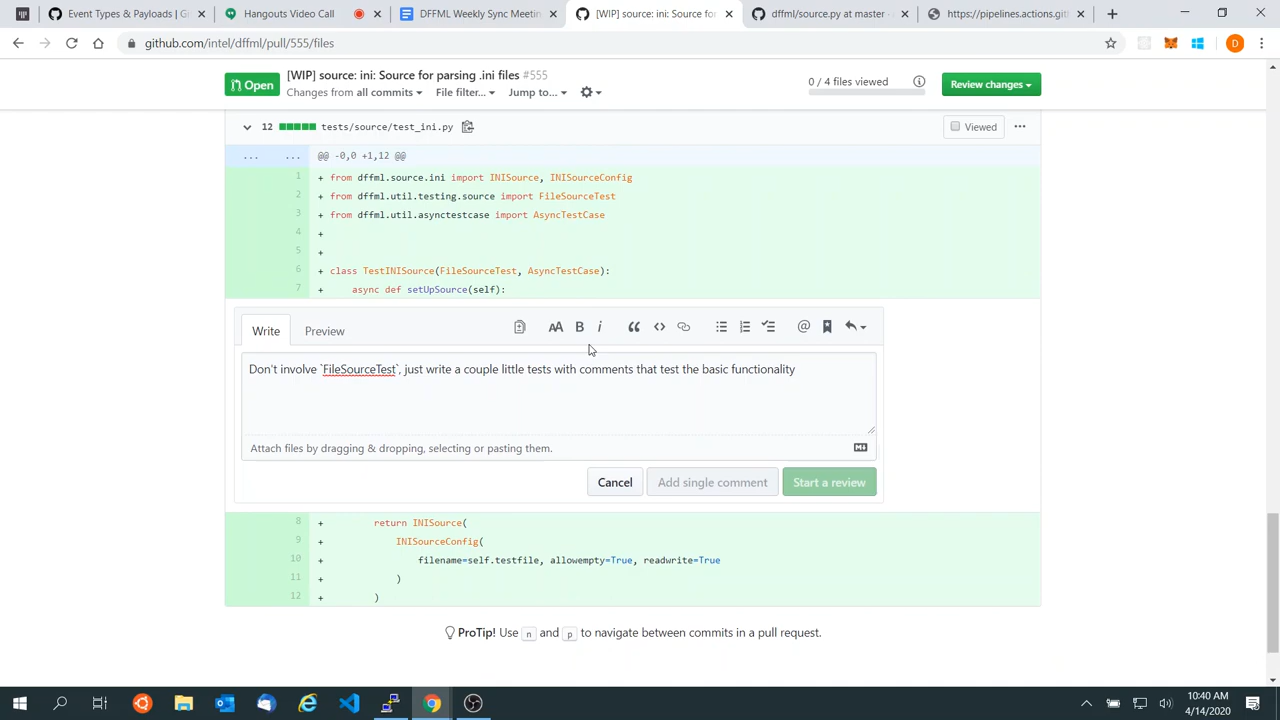 Event Types & Payloads | Gi
Hangouts Video Call
DFFML Weekly Sync Meetin
[WIP] source: ini: Source fo
dffml/source.py at master ·
https://pipelines.actions.git
github.com/intel/dffml/pull/555/files
D
Open
[WIP] source: ini: Source for parsing .ini files #555
Changes from all commits
File filter...
Jump to...
0 / 4 files viewed
Review changes
12 tests/source/test_ini.py
Viewed
... ... @@ -0,0 +1,12 @@
1 + from dffml.source.ini import INISource, INISourceConfig
2 + from dffml.util.testing.source import FileSourceTest
3 + from dffml.util.asynctestcase import AsyncTestCase
4 +
5 +
6 + class TestINISource(FileSourceTest, AsyncTestCase):
7 + async def setUpSource(self):
Write
Preview
AA B i
Don't involve `FileSourceTest`, just write a couple little tests with comments that test the basic functionality
Attach files by dragging & dropping, selecting or pasting them.
Cancel
Add single comment
Start a review
8 + return INISource(
9 + INISourceConfig(
10 + filename=self.testfile, allowempty=True, readwrite=True
11 + )
12 + )
ProTip! Use n and p to navigate between commits in a pull request.
10:40 AM
4/14/2020